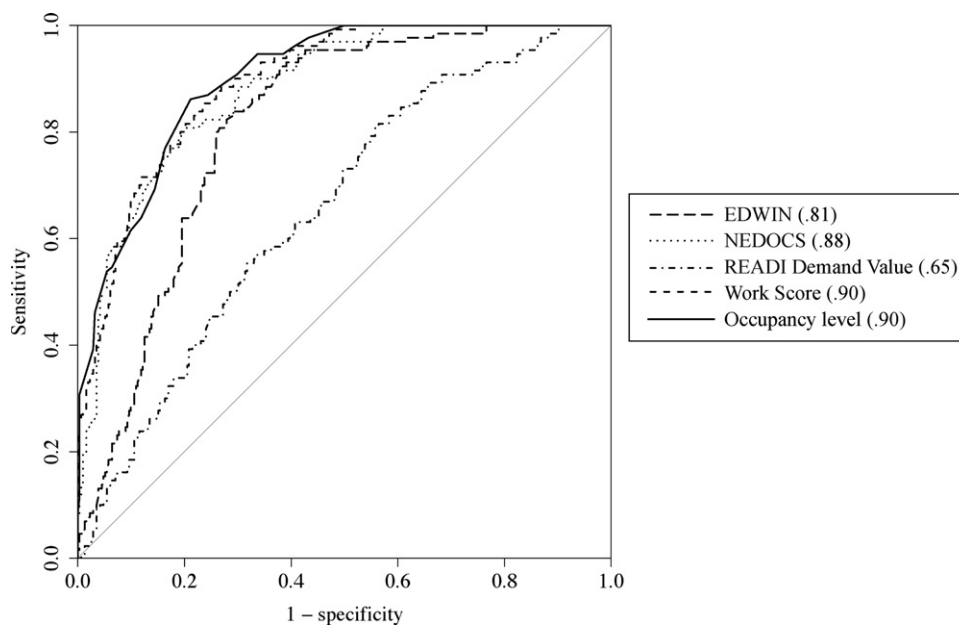 1.0
0.8
0.6
0.4
0.2
0.0
Sensitivity
0.0 0.2 0.4 0.6 0.8 1.0
1 – specificity
EDWIN (.81)
NEDOCS (.88)
READI Demand Value (.65)
Work Score (.90)
Occupancy level (.90)